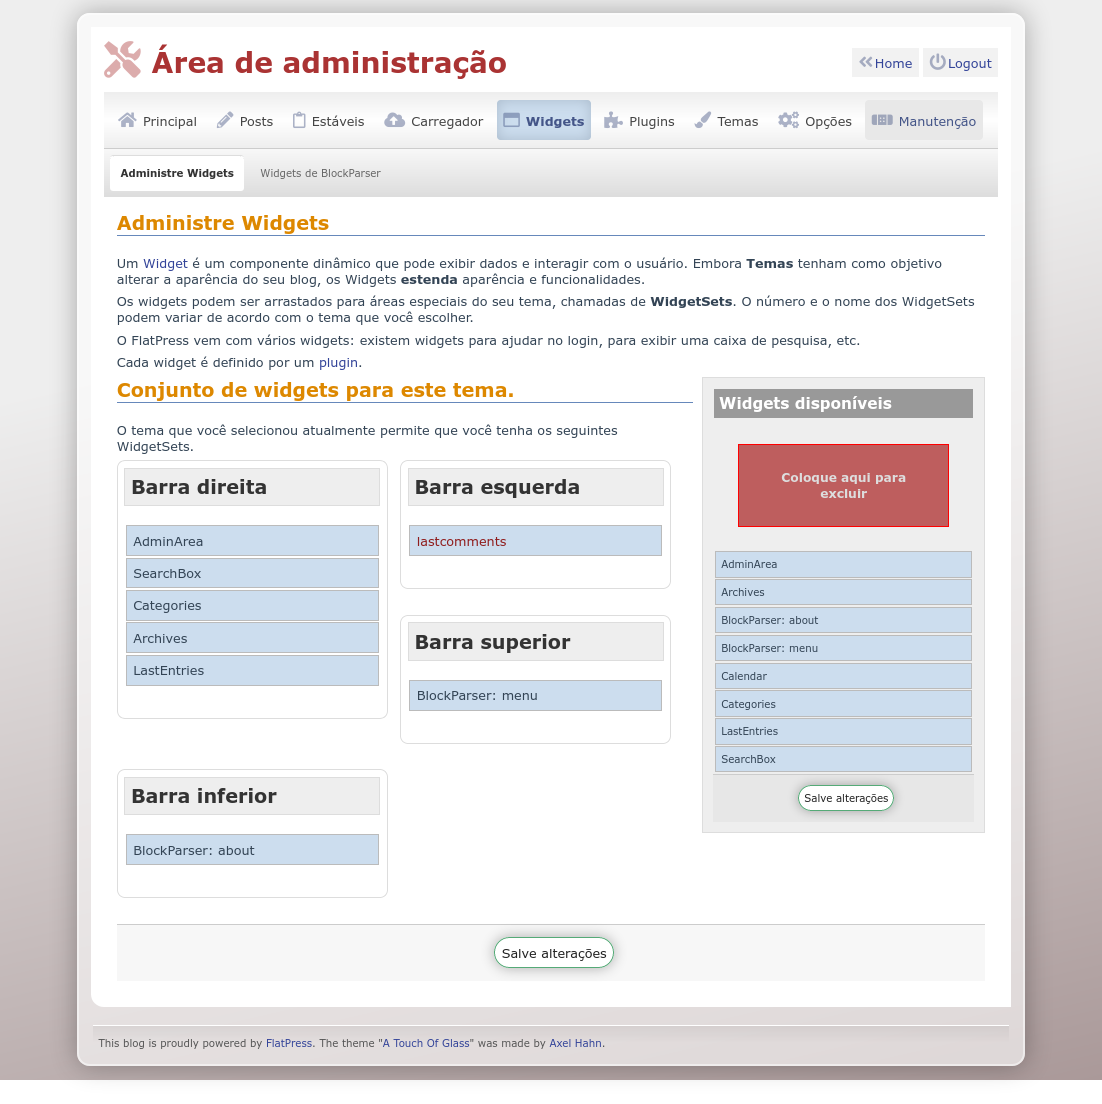 Área de administração
Home
Logout
Principal
Posts
Estáveis
Carregador
Widgets
Plugins
Temas
Opções
Manutenção
Administre Widgets
Widgets de BlockParser
Administre Widgets
Um Widget é um componente dinâmico que pode exibir dados e interagir com o usuário. Embora Temas tenham como objetivo
alterar a aparência do seu blog, os Widgets estenda aparência e funcionalidades.
Os widgets podem ser arrastados para áreas especiais do seu tema, chamadas de WidgetSets. O número e o nome dos WidgetSets
podem variar de acordo com o tema que você escolher.
O FlatPress vem com vários widgets: existem widgets para ajudar no login, para exibir uma caixa de pesquisa, etc.
Cada widget é definido por um plugin.
Conjunto de widgets para este tema.
O tema que você selecionou atualmente permite que você tenha os seguintes
WidgetSets.
Barra direita
AdminArea
SearchBox
Categories
Archives
LastEntries
Barra esquerda
lastcomments
Barra superior
BlockParser: menu
Barra inferior
BlockParser: about
Widgets disponíveis
Coloque aqui para
excluir
AdminArea
Archives
BlockParser: about
BlockParser: menu
Calendar
Categories
LastEntries
SearchBox
Salve alterações
Salve alterações
This blog is proudly powered by FlatPress. The theme "A Touch Of Glass" was made by Axel Hahn.